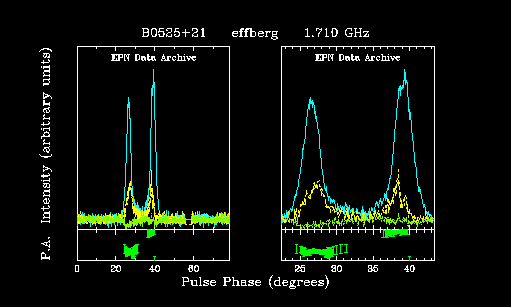 B0525+21 effberg 1.710 GHz
EPN Data Archive EPN Data Archive
Intensity (arbitrary units)
P.A.
0 20 40 60 25 30 35 40
Pulse Phase (degrees)